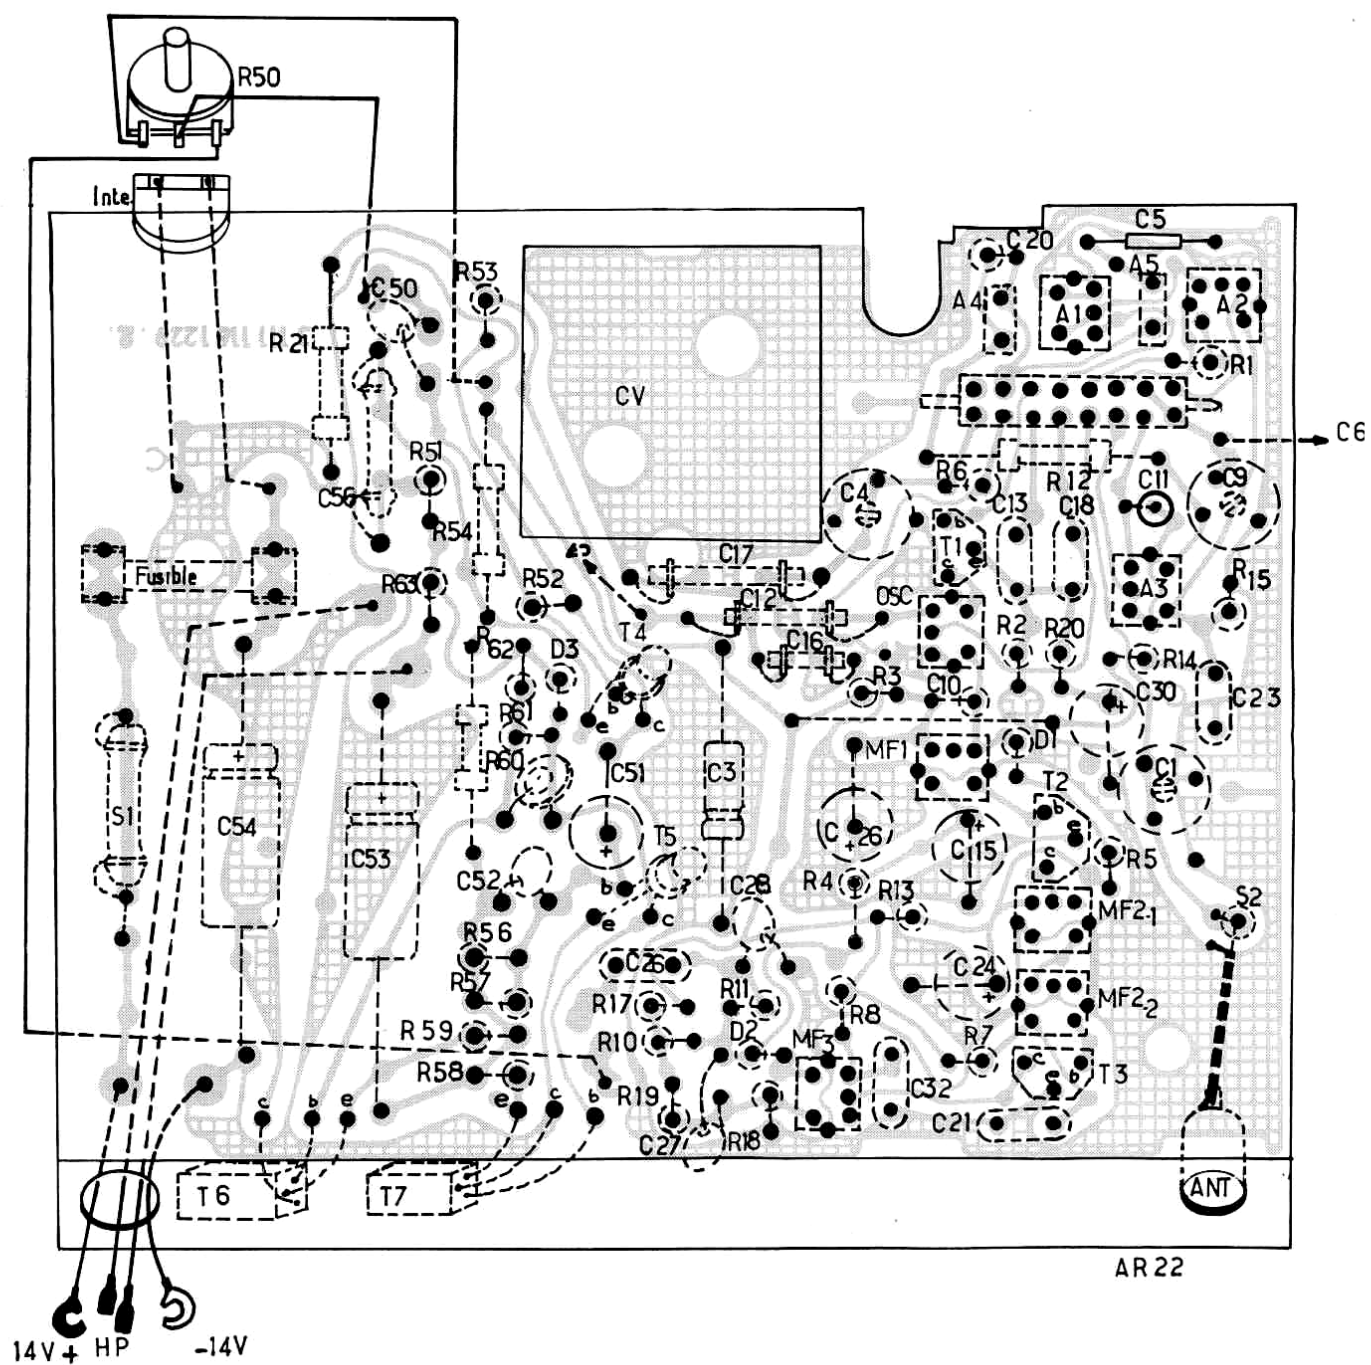 R50
Inte.
C20
C5
R53
C50
A5
A4
A1
A2
R21
R1
CV
C6
R51
R6
R12
C11
C9
C4
C13
C18
C56
R54
T1
b
e
c
C17
Fusible
R63
R52
C12
OSC
A3
R15
T4
R62
D3
C16
R2
R20
R14
R3
C10
+
C30
+
C23
R61
b
e
c
R60
C51
MF1
D1
C3
T2
C1
S1
+
C54
+
C53
C26
+
C15
+
b
e
c
T5
R5
+
C52
b
e
c
C28
R4
R13
MF2-1
S2
R56
C26
C24
+
R57
R17
R11
MF2-2
R59
R10
D2
R8
MF3
R7
R58
R19
C32
c
e
b
T3
c
b
e
e
c
b
C27
R18
C21
T6
T7
ANT
AR22
14V+
HP
-14V